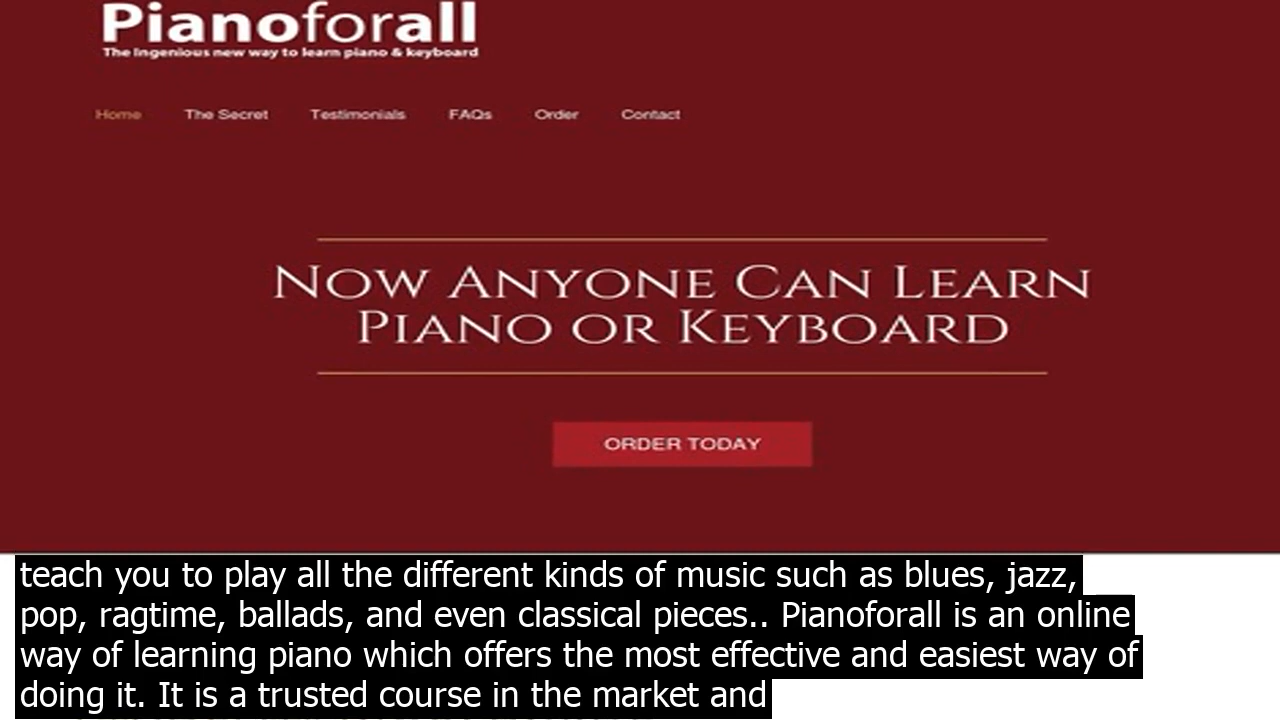 Pianoforall
The Ingenious new way to learn piano & keyboard
Home The Secret Testimonials FAQs Order Contact
NOW ANYONE CAN LEARN
PIANO OR KEYBOARD
ORDER TODAY
teach you to play all the different kinds of music such as blues, jazz,
pop, ragtime, ballads, and even classical pieces.. Pianoforall is an online
way of learning piano which offers the most effective and easiest way of
doing it. It is a trusted course in the market and